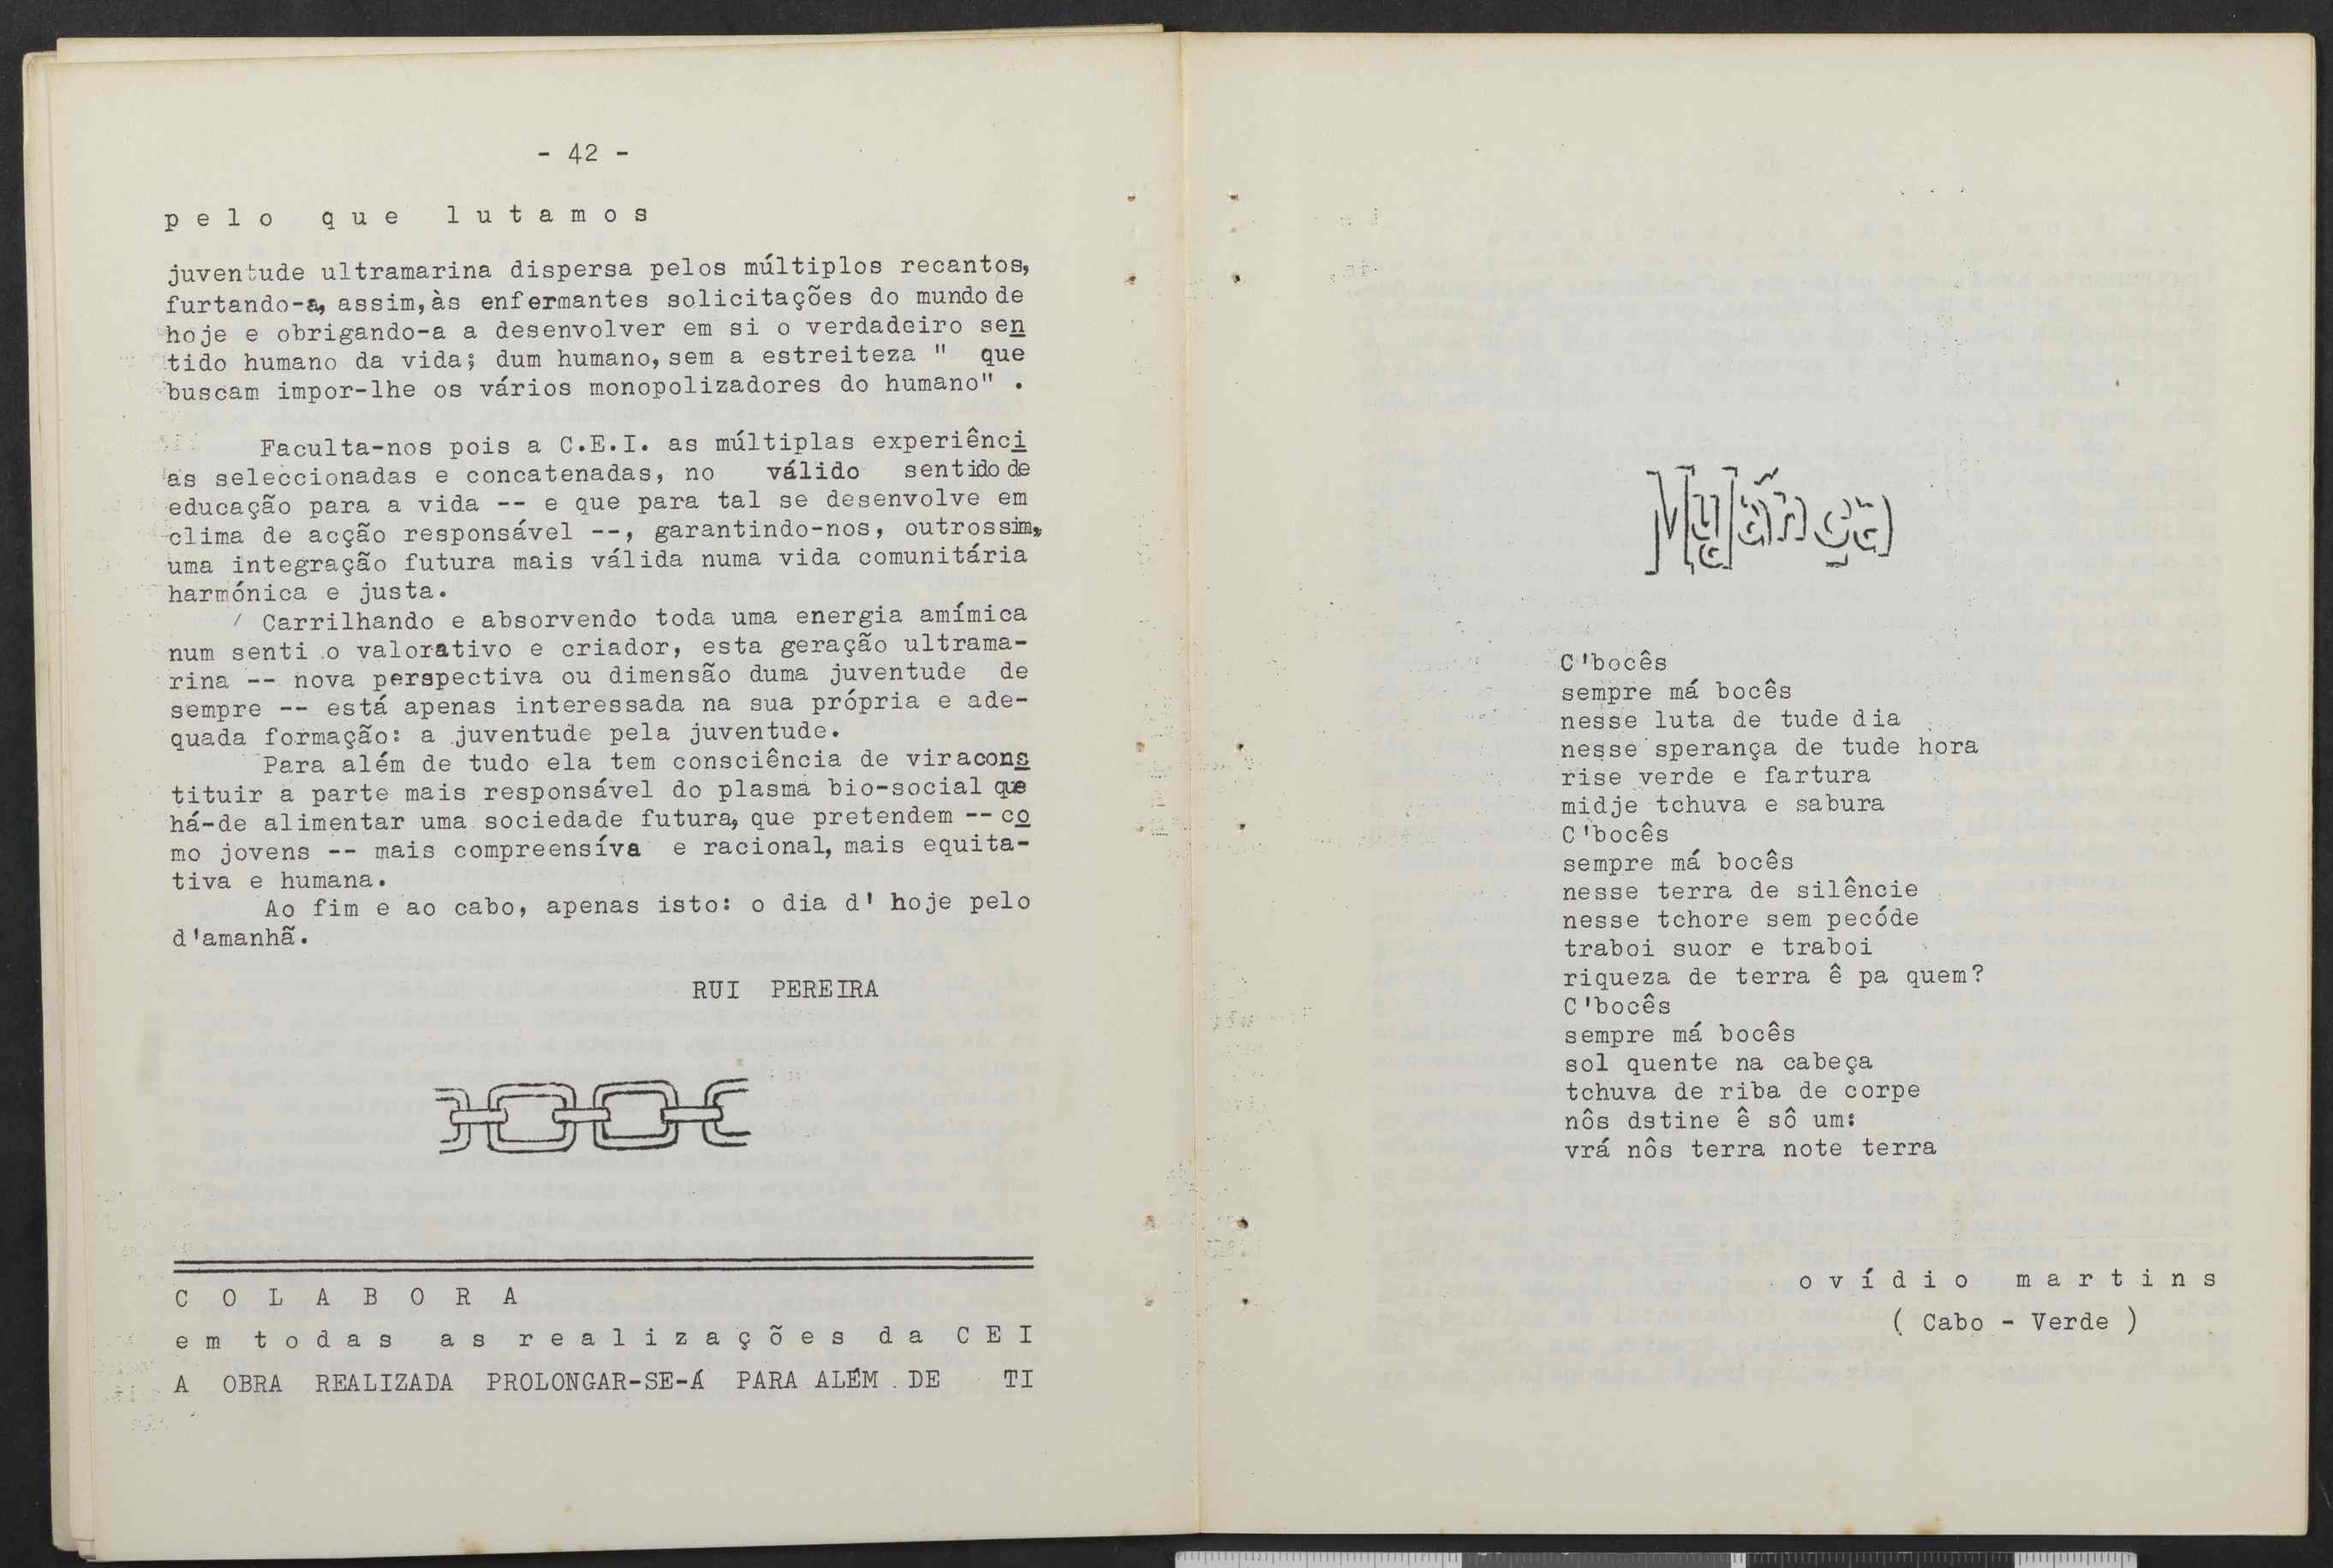 - 42 -
pelo que lutamos
juventude ultramarina dispersa pelos múltiplos recantos,
furtando-a, assim, às enfermantes solicitações do mundo de
hoje e obrigando-a a desenvolver em si o verdadeiro sen
tido humano da vida; dum humano, sem a estreiteza " que
buscam impor-lhe os vários monopolizadores do humano" .
Faculta-nos pois a C.E.I. as múltiplas experiênci
as seleccionadas e concatenadas, no válido sentido de
educação para a vida -- e que para tal se desenvolve em
clima de acção responsável --, garantindo-nos, outrossim,
uma integração futura mais válida numa vida comunitária
harmónica e justa.
/ Carrilhando e absorvendo toda uma energia amímica
num senti o valorativo e criador, esta geração ultrama-
rina -- nova perspectiva ou dimensão duma juventude de
sempre -- está apenas interessada na sua própria e ade-
quada formação: a juventude pela juventude.
Para além de tudo ela tem consciência de vir a cons
tituir a parte mais responsável do plasma bio-social que
há-de alimentar uma sociedade futura, que pretendem -- co
mo jovens -- mais compreensíva e racional, mais equita-
tiva e humana.
Ao fim e ao cabo, apenas isto: o dia d' hoje pelo
d'amanhã.
RUI PEREIRA
COLABORA
em todas as realizações da CEI
A OBRA REALIZADA PROLONGAR-SE-Á PARA ALÉM DE TI
C'bocês
sempre má bocês
nesse luta de tude dia
nesse sperança de tude hora
rise verde e fartura
midje tchuva e sabura
C'bocês
sempre má bocês
nesse terra de silêncie
nesse tchore sem pecóde
traboi suor e traboi
riqueza de terra ê pa quem?
C'bocês
sempre má bocês
sol quente na cabeça
tchuva de riba de corpe
nôs dstine ê sô um:
vrá nôs terra note terra
ovídio martins
( Cabo - Verde )